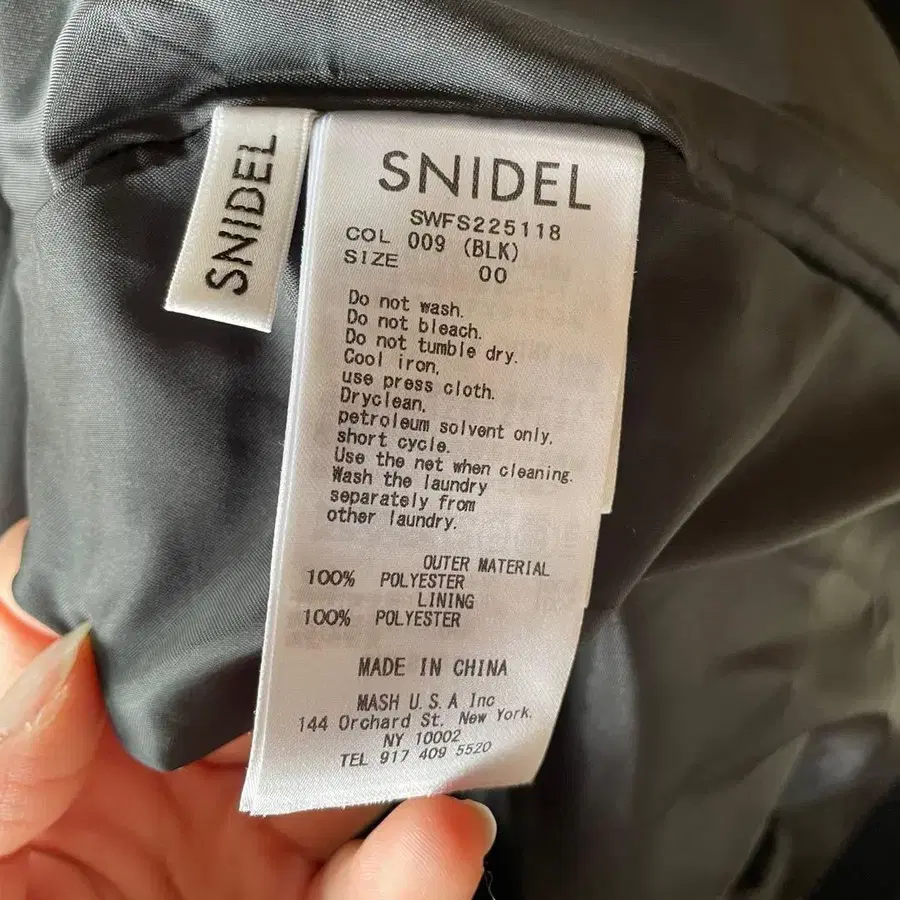 SNIDEL
SNIDEL
SWFS225118
COL 009 (BLK)
SIZE 00
Do not wash.
Do not bleach.
Do not tumble dry.
Cool iron,
use press cloth.
Dryclean,
petroleum solvent only,
short cycle.
Use the net when cleaning.
Wash the laundry
separately from
other laundry.
OUTER MATERIAL
100% POLYESTER
LINING
100% POLYESTER
MADE IN CHINA
MASH U.S.A Inc
144 Orchard St. New York.
NY 10002
TEL 917 409 5520